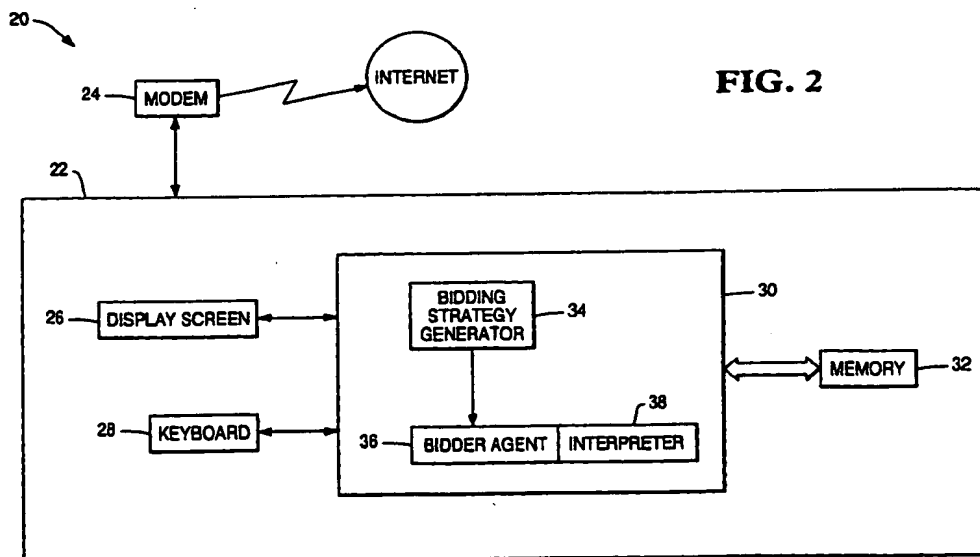 20
INTERNET
FIG. 2
24
MODEM
22
BIDDING
STRATEGY
GENERATOR
34
30
26
DISPLAY SCREEN
MEMORY
32
38
28
KEYBOARD
36
BIDDER AGENT
INTERPRETER